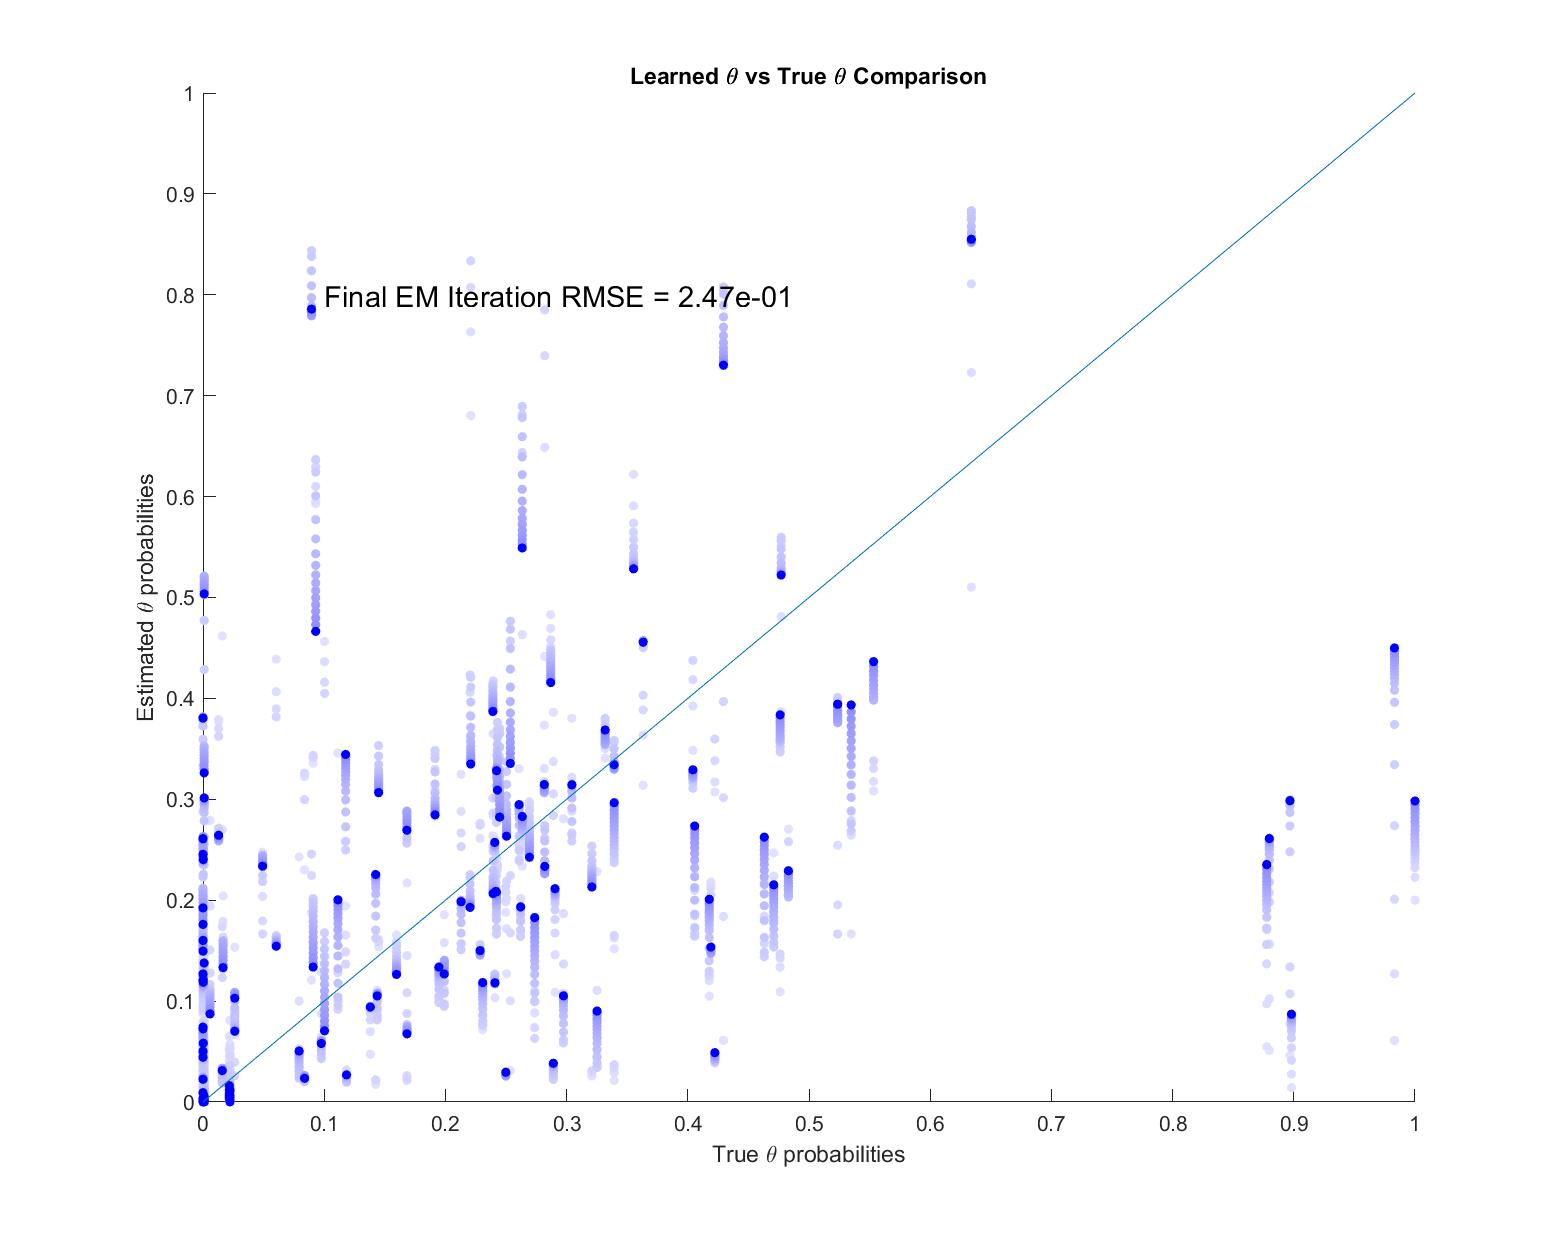 Learned θ vs True θ Comparison
1
0.9
0.8
0.7
0.6
0.5
0.4
0.3
0.2
0.1
0
Final EM Iteration RMSE = 2.47e-01
Estimated θ probabilities
0 0.1 0.2 0.3 0.4 0.5 0.6 0.7 0.8 0.9 1
True θ probabilities